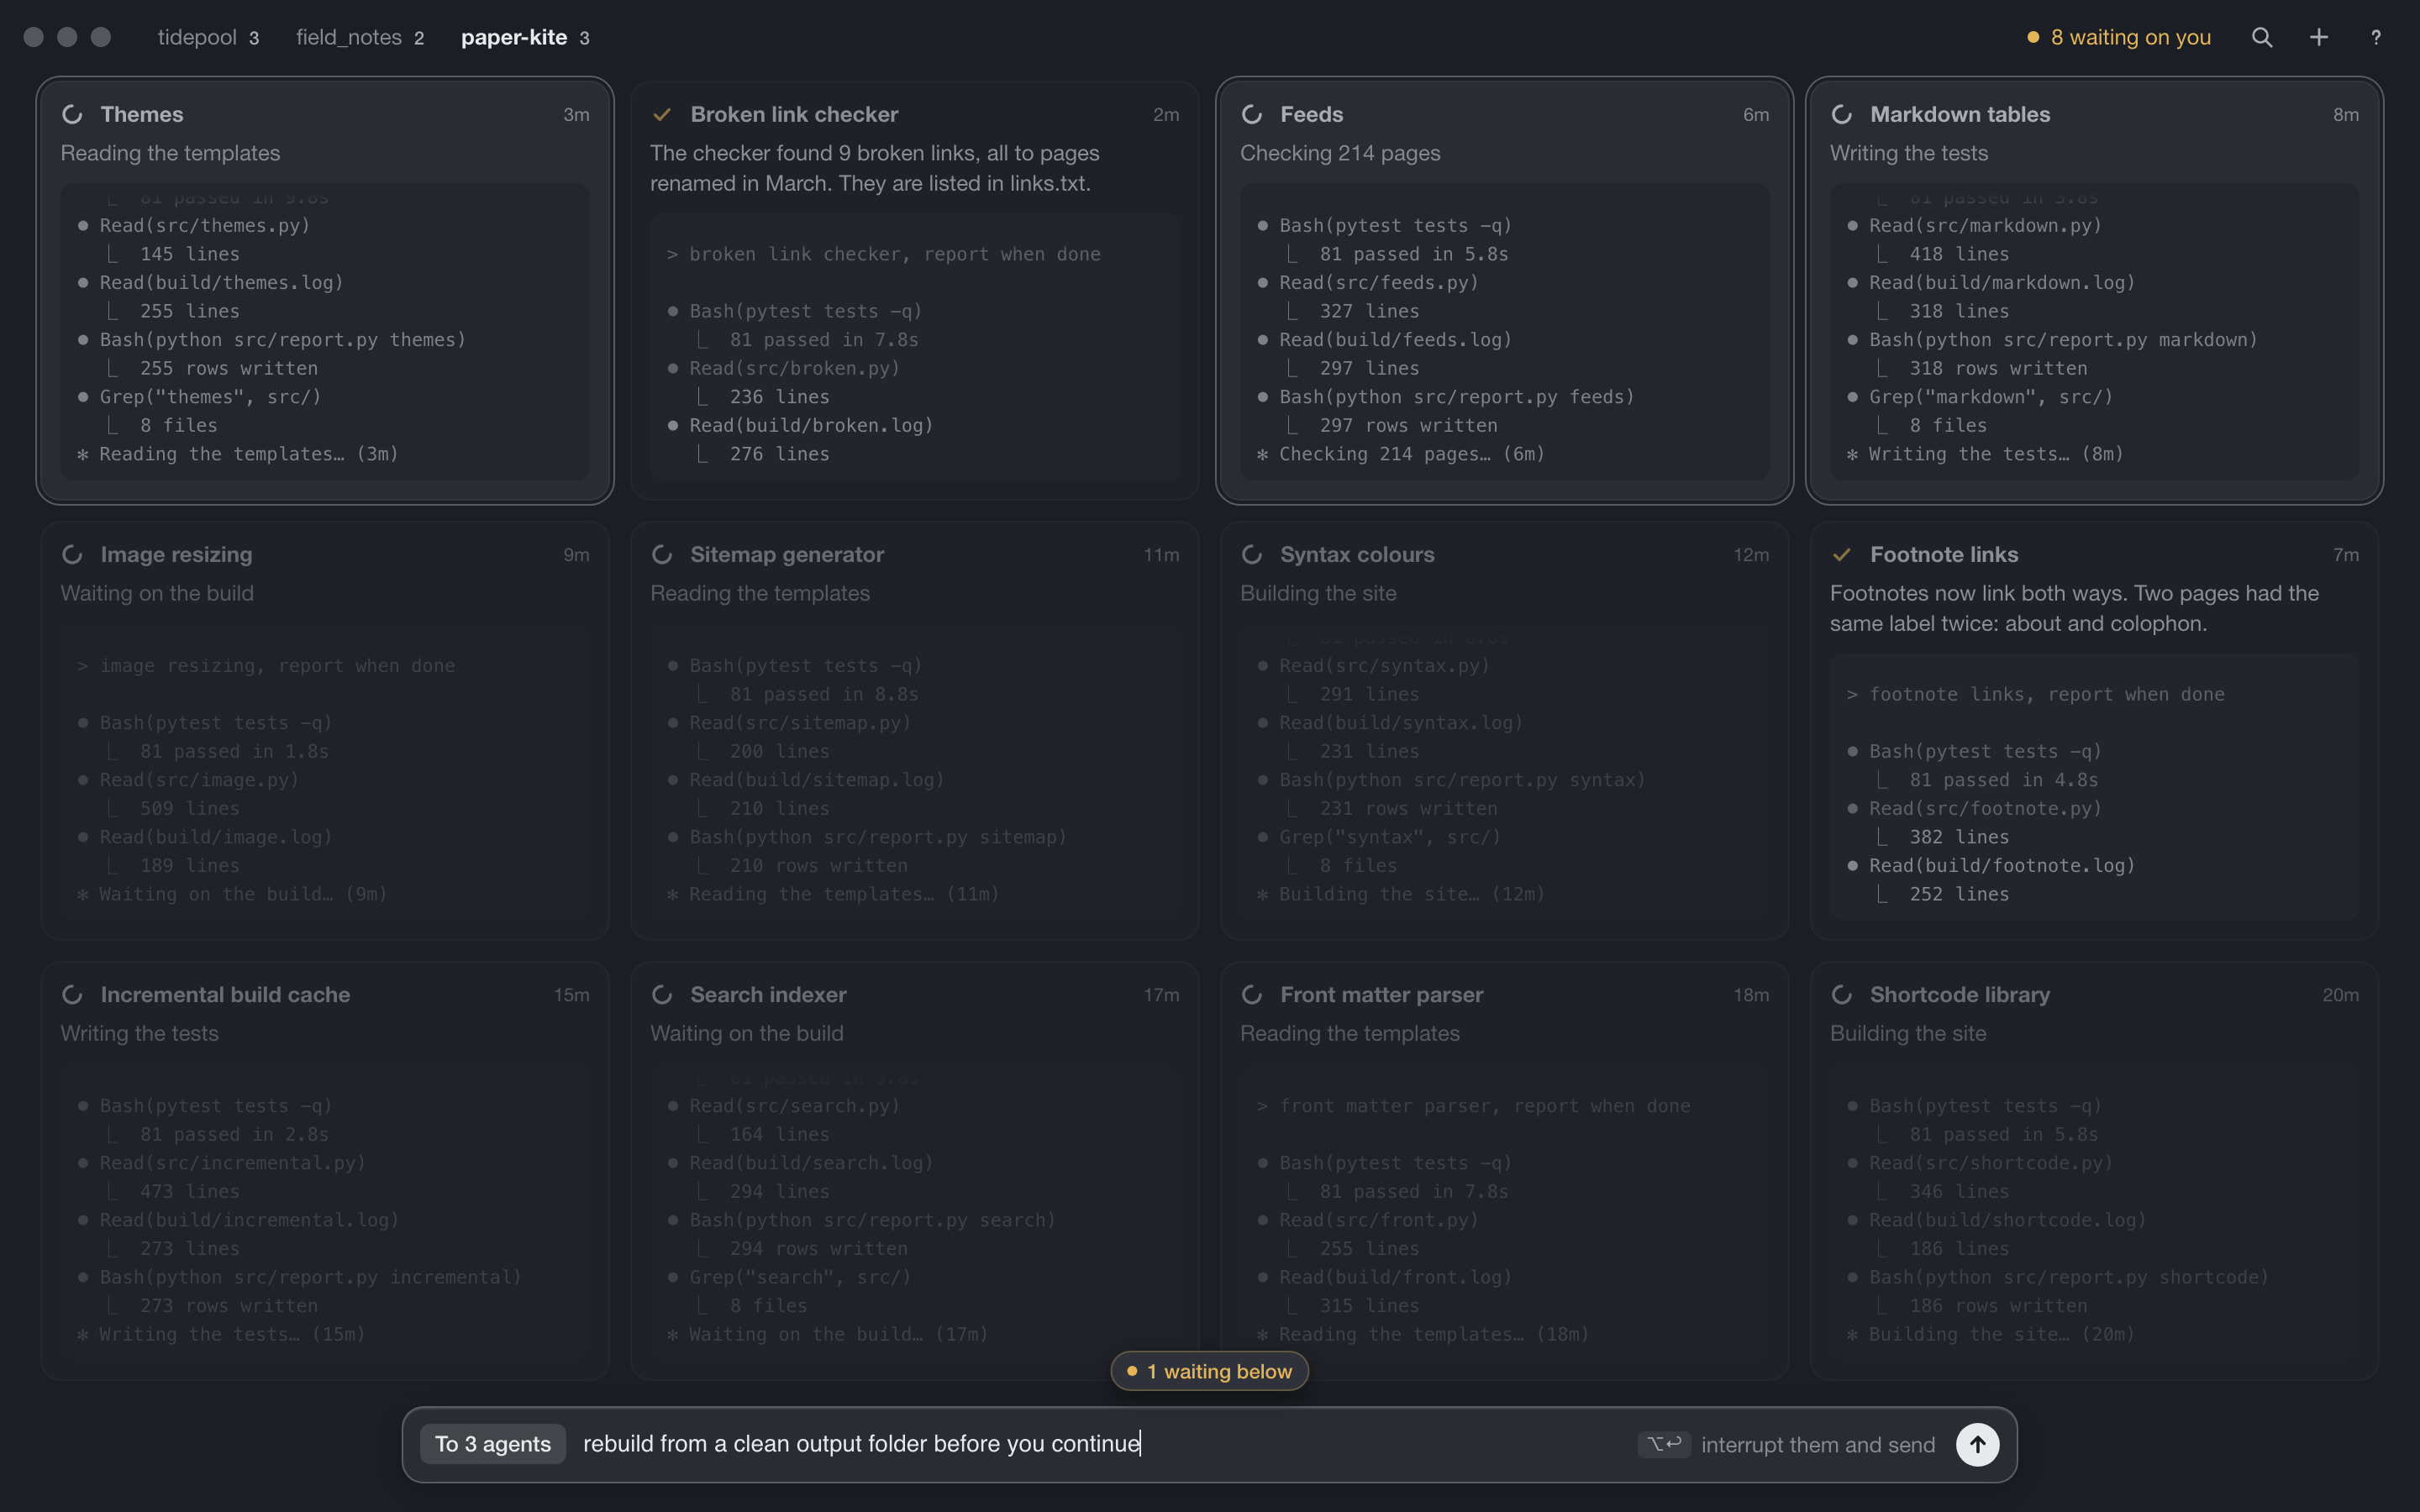 tidepool 3 field_notes 2 paper-kite 3 8 waiting on you ?
Themes 3m
Reading the templates
81 passed in 9.8s
● Read(src/themes.py)
⎿ 145 lines
● Read(build/themes.log)
⎿ 255 lines
● Bash(python src/report.py themes)
⎿ 255 rows written
● Grep("themes", src/)
⎿ 8 files
✻ Reading the templates… (3m)
Broken link checker 2m
The checker found 9 broken links, all to pages
renamed in March. They are listed in links.txt.
> broken link checker, report when done
● Bash(pytest tests -q)
⎿ 81 passed in 7.8s
● Read(src/broken.py)
⎿ 236 lines
● Read(build/broken.log)
⎿ 276 lines
Feeds 6m
Checking 214 pages
● Bash(pytest tests -q)
⎿ 81 passed in 5.8s
● Read(src/feeds.py)
⎿ 327 lines
● Read(build/feeds.log)
⎿ 297 lines
● Bash(python src/report.py feeds)
⎿ 297 rows written
✻ Checking 214 pages… (6m)
Markdown tables 8m
Writing the tests
81 passed in 3.8s
● Read(src/markdown.py)
⎿ 418 lines
● Read(build/markdown.log)
⎿ 318 lines
● Bash(python src/report.py markdown)
⎿ 318 rows written
● Grep("markdown", src/)
⎿ 8 files
✻ Writing the tests… (8m)
Image resizing 9m
Waiting on the build
> image resizing, report when done
● Bash(pytest tests -q)
⎿ 81 passed in 1.8s
● Read(src/image.py)
⎿ 509 lines
● Read(build/image.log)
⎿ 189 lines
✻ Waiting on the build… (9m)
Sitemap generator 11m
Reading the templates
● Bash(pytest tests -q)
⎿ 81 passed in 8.8s
● Read(src/sitemap.py)
⎿ 200 lines
● Read(build/sitemap.log)
⎿ 210 lines
● Bash(python src/report.py sitemap)
⎿ 210 rows written
✻ Reading the templates… (11m)
Syntax colours 12m
Building the site
81 passed in
● Read(src/syntax.py)
⎿ 291 lines
● Read(build/syntax.log)
⎿ 231 lines
● Bash(python src/report.py syntax)
⎿ 231 rows written
● Grep("syntax", src/)
⎿ 8 files
✻ Building the site… (12m)
Footnote links 7m
Footnotes now link both ways. Two pages had the
same label twice: about and colophon.
> footnote links, report when done
● Bash(pytest tests -q)
⎿ 81 passed in 4.8s
● Read(src/footnote.py)
⎿ 382 lines
● Read(build/footnote.log)
⎿ 252 lines
Incremental build cache 15m
Writing the tests
● Bash(pytest tests -q)
⎿ 81 passed in 2.8s
● Read(src/incremental.py)
⎿ 473 lines
● Read(build/incremental.log)
⎿ 273 lines
● Bash(python src/report.py incremental)
⎿ 273 rows written
✻ Writing the tests… (15m)
Search indexer 17m
Waiting on the build
81 passed in
● Read(src/search.py)
⎿ 164 lines
● Read(build/search.log)
⎿ 294 lines
● Bash(python src/report.py search)
⎿ 294 rows written
● Grep("search", src/)
⎿ 8 files
✻ Waiting on the build… (17m)
Front matter parser 18m
Reading the templates
> front matter parser, report when done
● Bash(pytest tests -q)
⎿ 81 passed in 7.8s
● Read(src/front.py)
⎿ 255 lines
● Read(build/front.log)
⎿ 315 lines
✻ Reading the templates… (18m)
Shortcode library 20m
Building the site
● Bash(pytest tests -q)
⎿ 81 passed in 5.8s
● Read(src/shortcode.py)
⎿ 346 lines
● Read(build/shortcode.log)
⎿ 186 lines
● Bash(python src/report.py shortcode)
⎿ 186 rows written
✻ Building the site… (20m)
1 waiting below
To 3 agents rebuild from a clean output folder before you continue ⌥↩ interrupt them and send